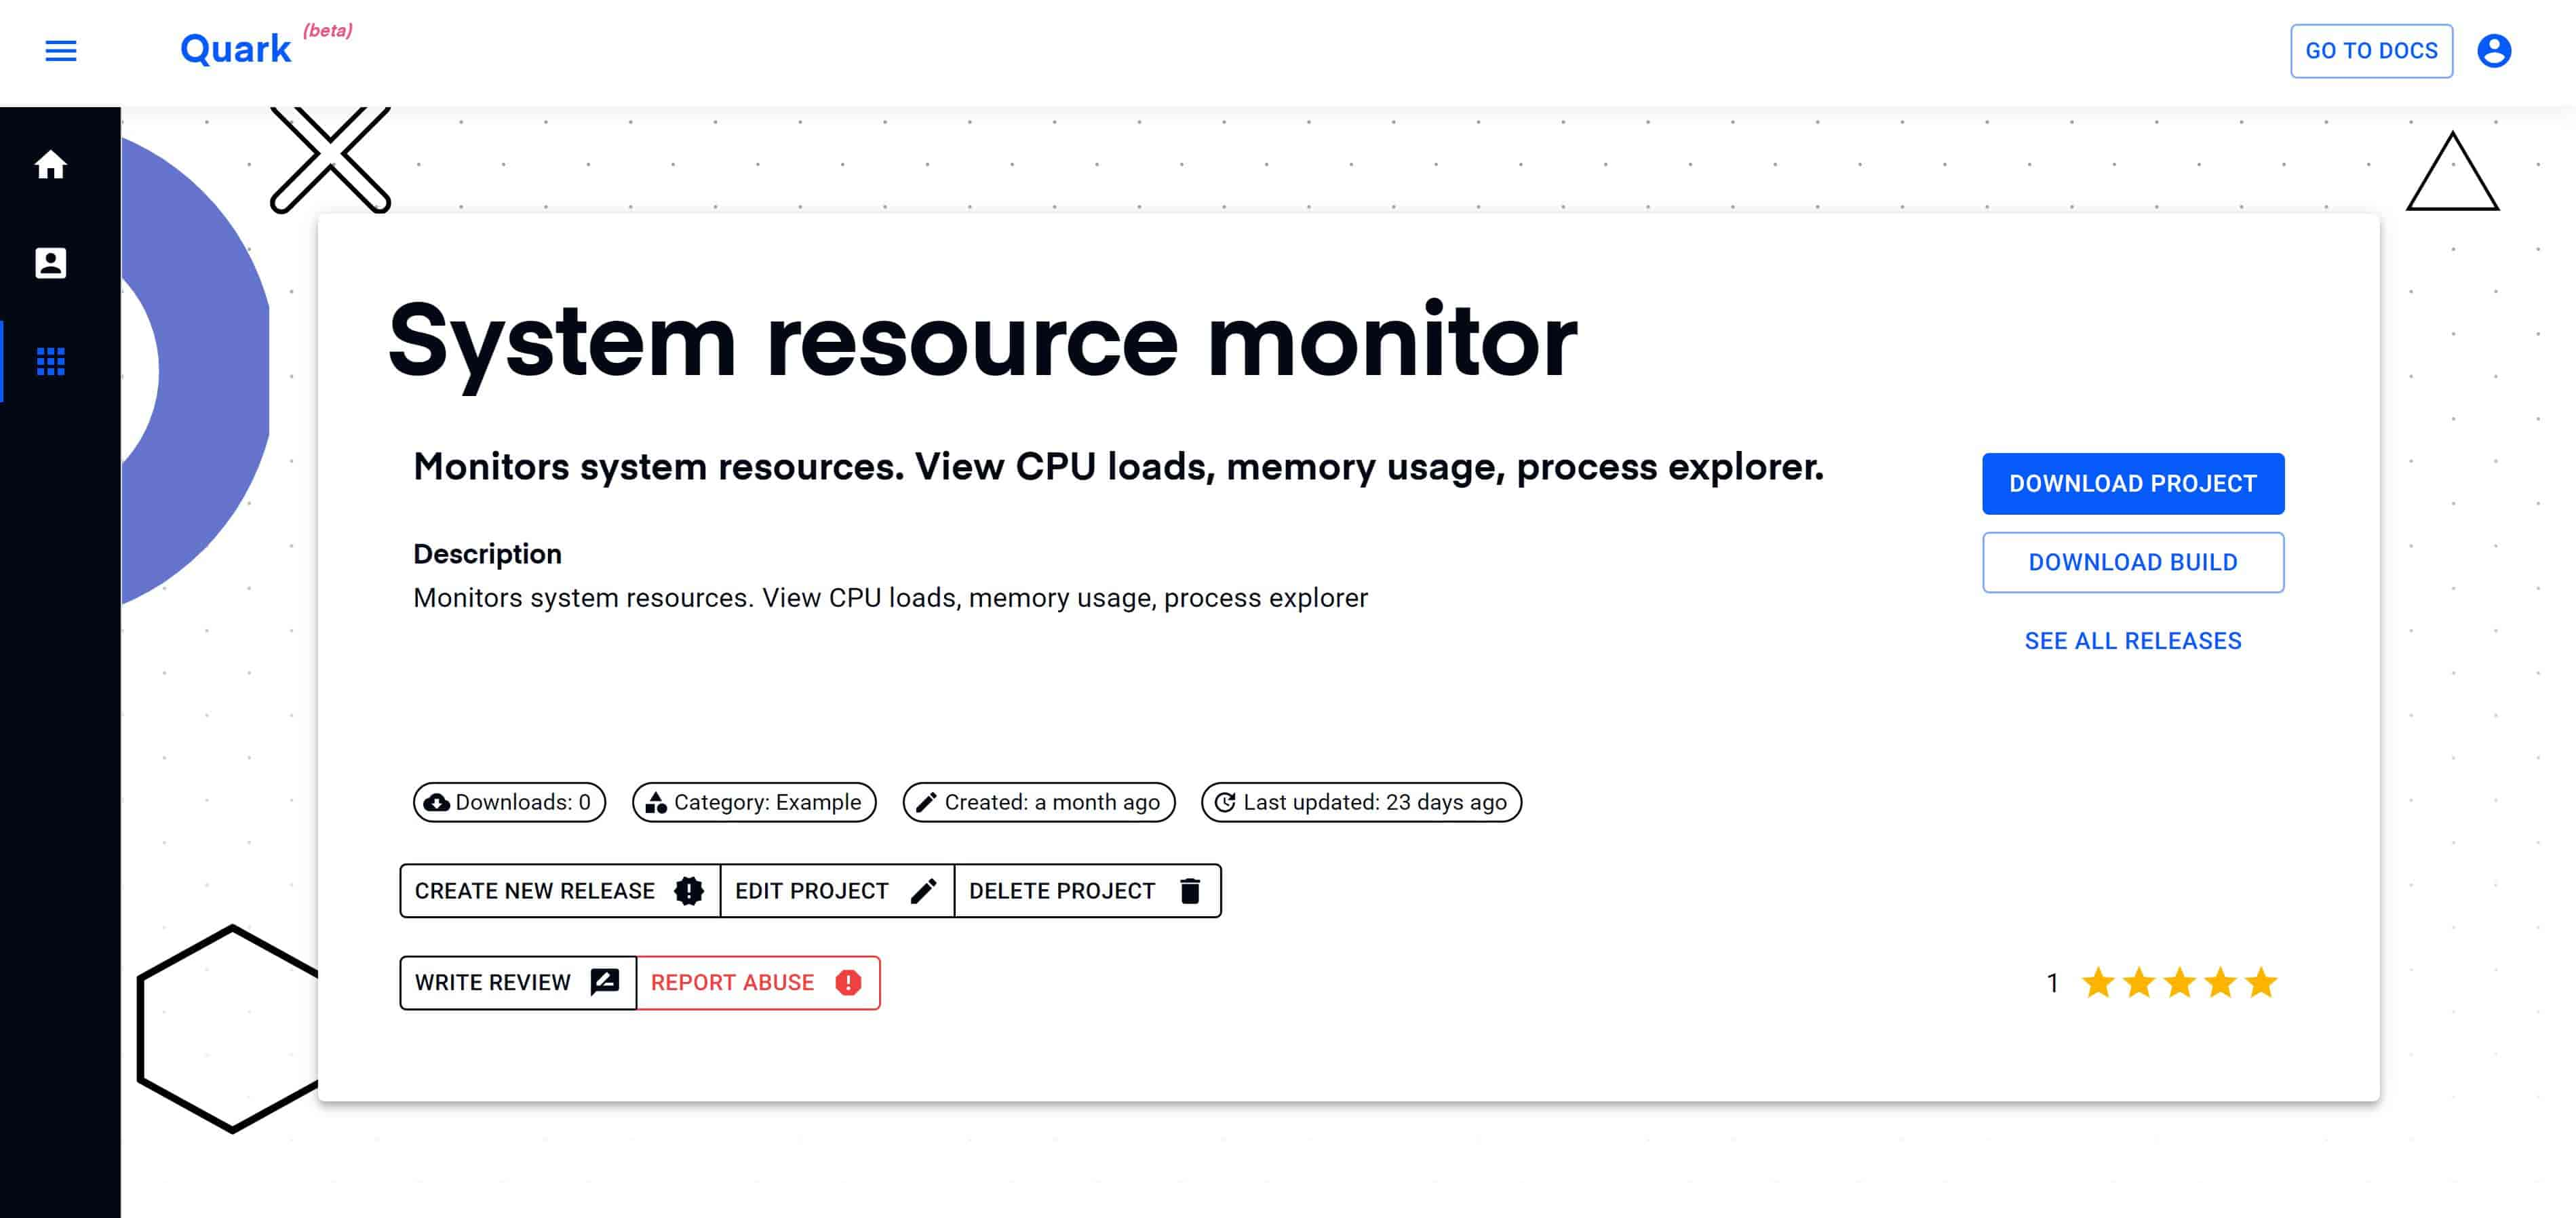 Quark (beta)
GO TO DOCS
System resource monitor
Monitors system resources. View CPU loads, memory usage, process explorer.
DOWNLOAD PROJECT
Description
DOWNLOAD BUILD
Monitors system resources. View CPU loads, memory usage, process explorer
SEE ALL RELEASES
Downloads: 0
Category: Example
Created: a month ago
Last updated: 23 days ago
CREATE NEW RELEASE
EDIT PROJECT
DELETE PROJECT
WRITE REVIEW
REPORT ABUSE
1